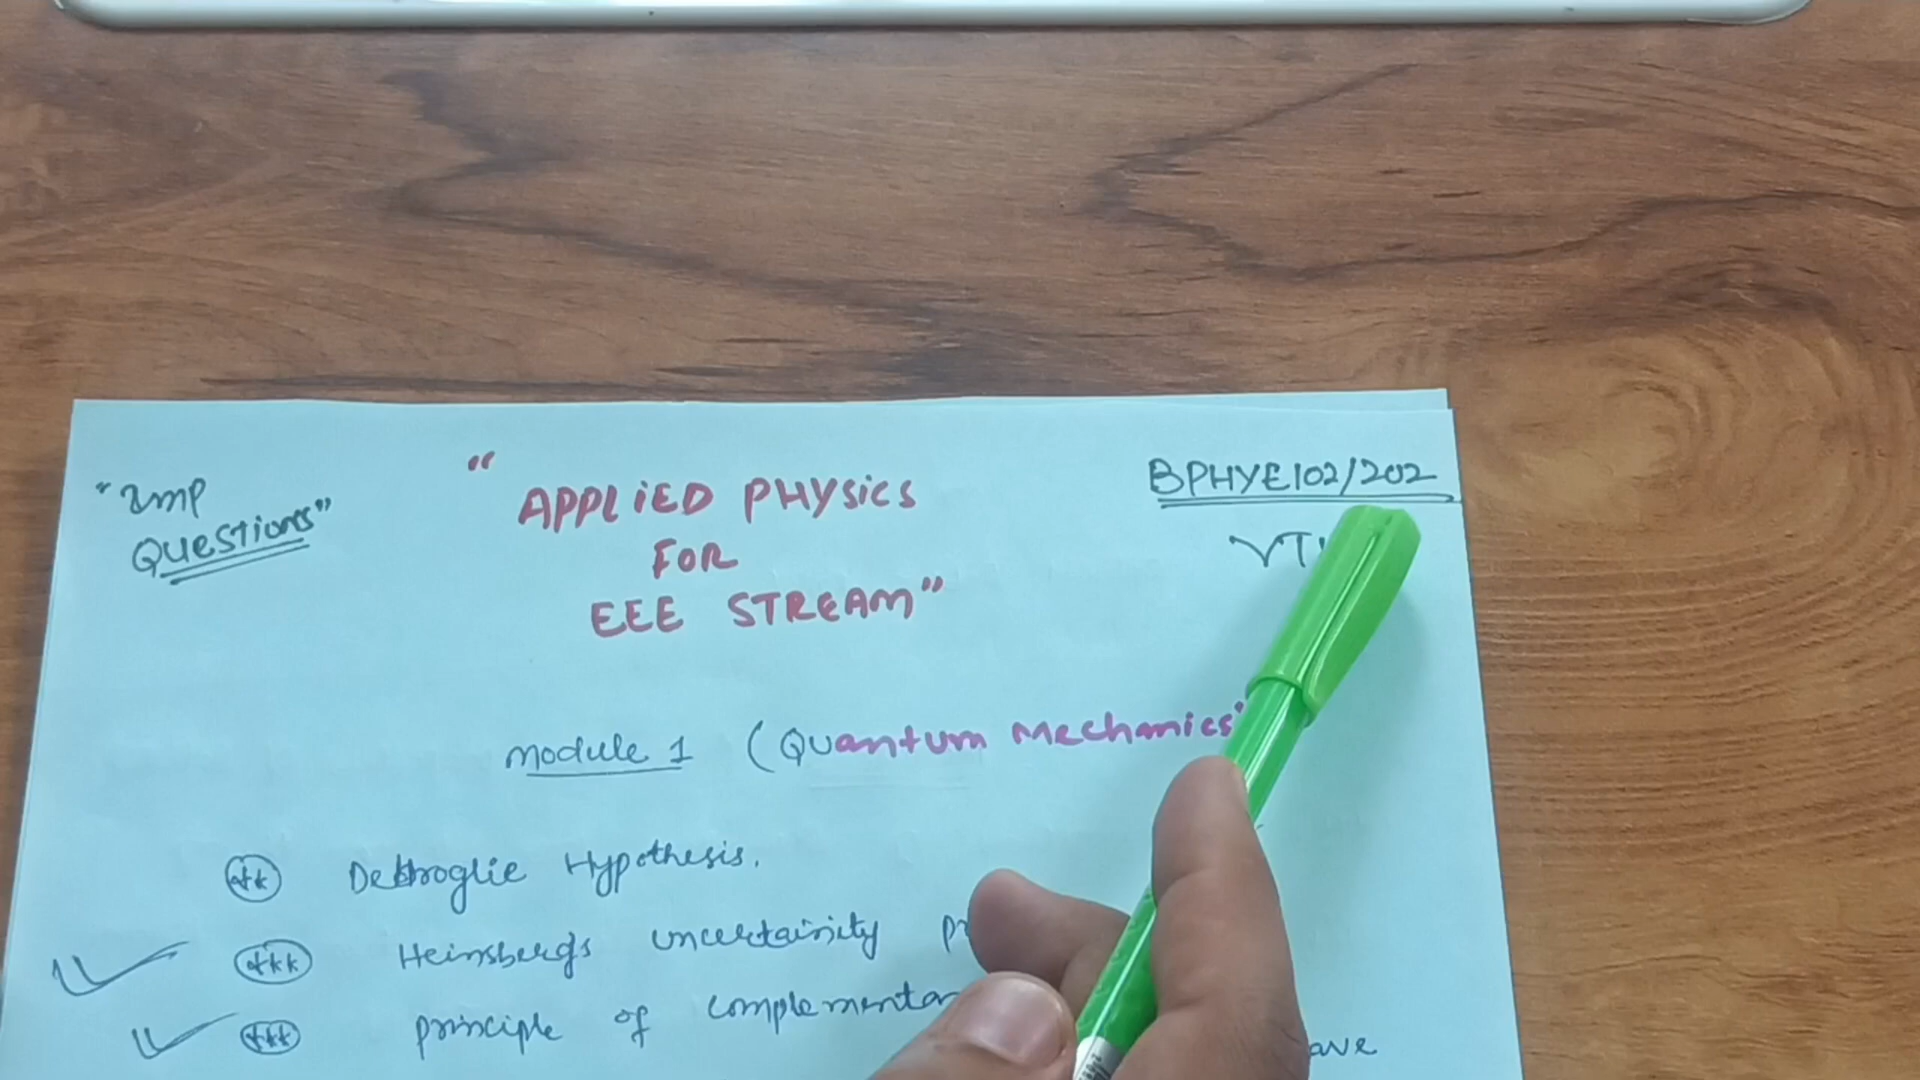 "Imp
Questions"
"APPLIED PHYSICS
FOR
EEE STREAM"
BPHYE102/202
Module 1 (Quantum Mechanics"
** Debroglie Hypothesis.
*** Heinsbergs uncertainity
*** principle of